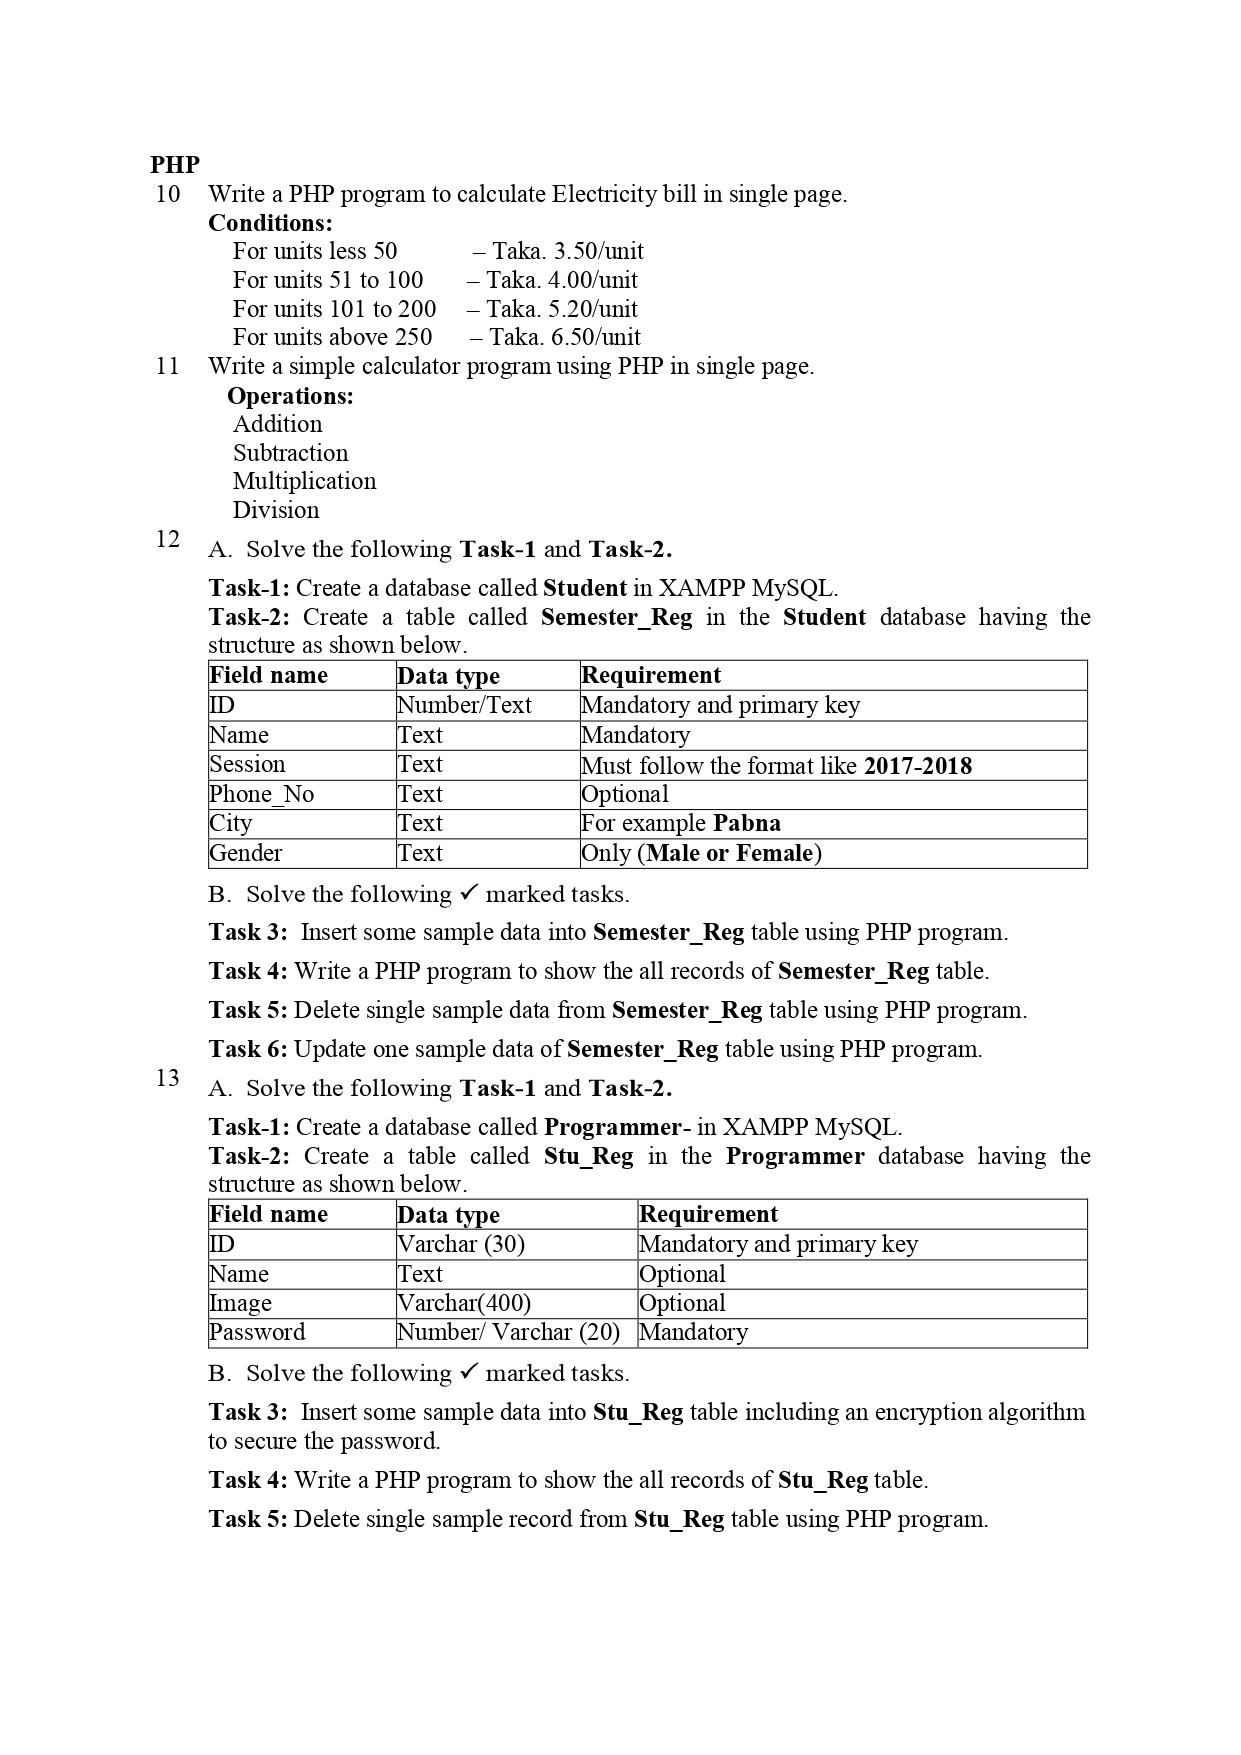 PHP
10 Write a PHP program to calculate Electricity bill in single page.
Conditions:
For units less 50 – Taka. 3.50/unit
For units 51 to 100 – Taka. 4.00/unit
For units 101 to 200 – Taka. 5.20/unit
For units above 250 – Taka. 6.50/unit
11 Write a simple calculator program using PHP in single page.
Operations:
Addition
Subtraction
Multiplication
Division
12 A. Solve the following Task-1 and Task-2.
Task-1: Create a database called Student in XAMPP MySQL.
Task-2: Create a table called Semester_Reg in the Student database having the
structure as shown below.
Field name Data type Requirement
ID Number/Text Mandatory and primary key
Name Text Mandatory
Session Text Must follow the format like 2017-2018
Phone_No Text Optional
City Text For example Pabna
Gender Text Only (Male or Female)
B. Solve the following ✓ marked tasks.
Task 3: Insert some sample data into Semester_Reg table using PHP program.
Task 4: Write a PHP program to show the all records of Semester_Reg table.
Task 5: Delete single sample data from Semester_Reg table using PHP program.
Task 6: Update one sample data of Semester_Reg table using PHP program.
13 A. Solve the following Task-1 and Task-2.
Task-1: Create a database called Programmer- in XAMPP MySQL.
Task-2: Create a table called Stu_Reg in the Programmer database having the
structure as shown below.
Field name Data type Requirement
ID Varchar (30) Mandatory and primary key
Name Text Optional
Image Varchar(400) Optional
Password Number/ Varchar (20) Mandatory
B. Solve the following ✓ marked tasks.
Task 3: Insert some sample data into Stu_Reg table including an encryption algorithm
to secure the password.
Task 4: Write a PHP program to show the all records of Stu_Reg table.
Task 5: Delete single sample record from Stu_Reg table using PHP program.